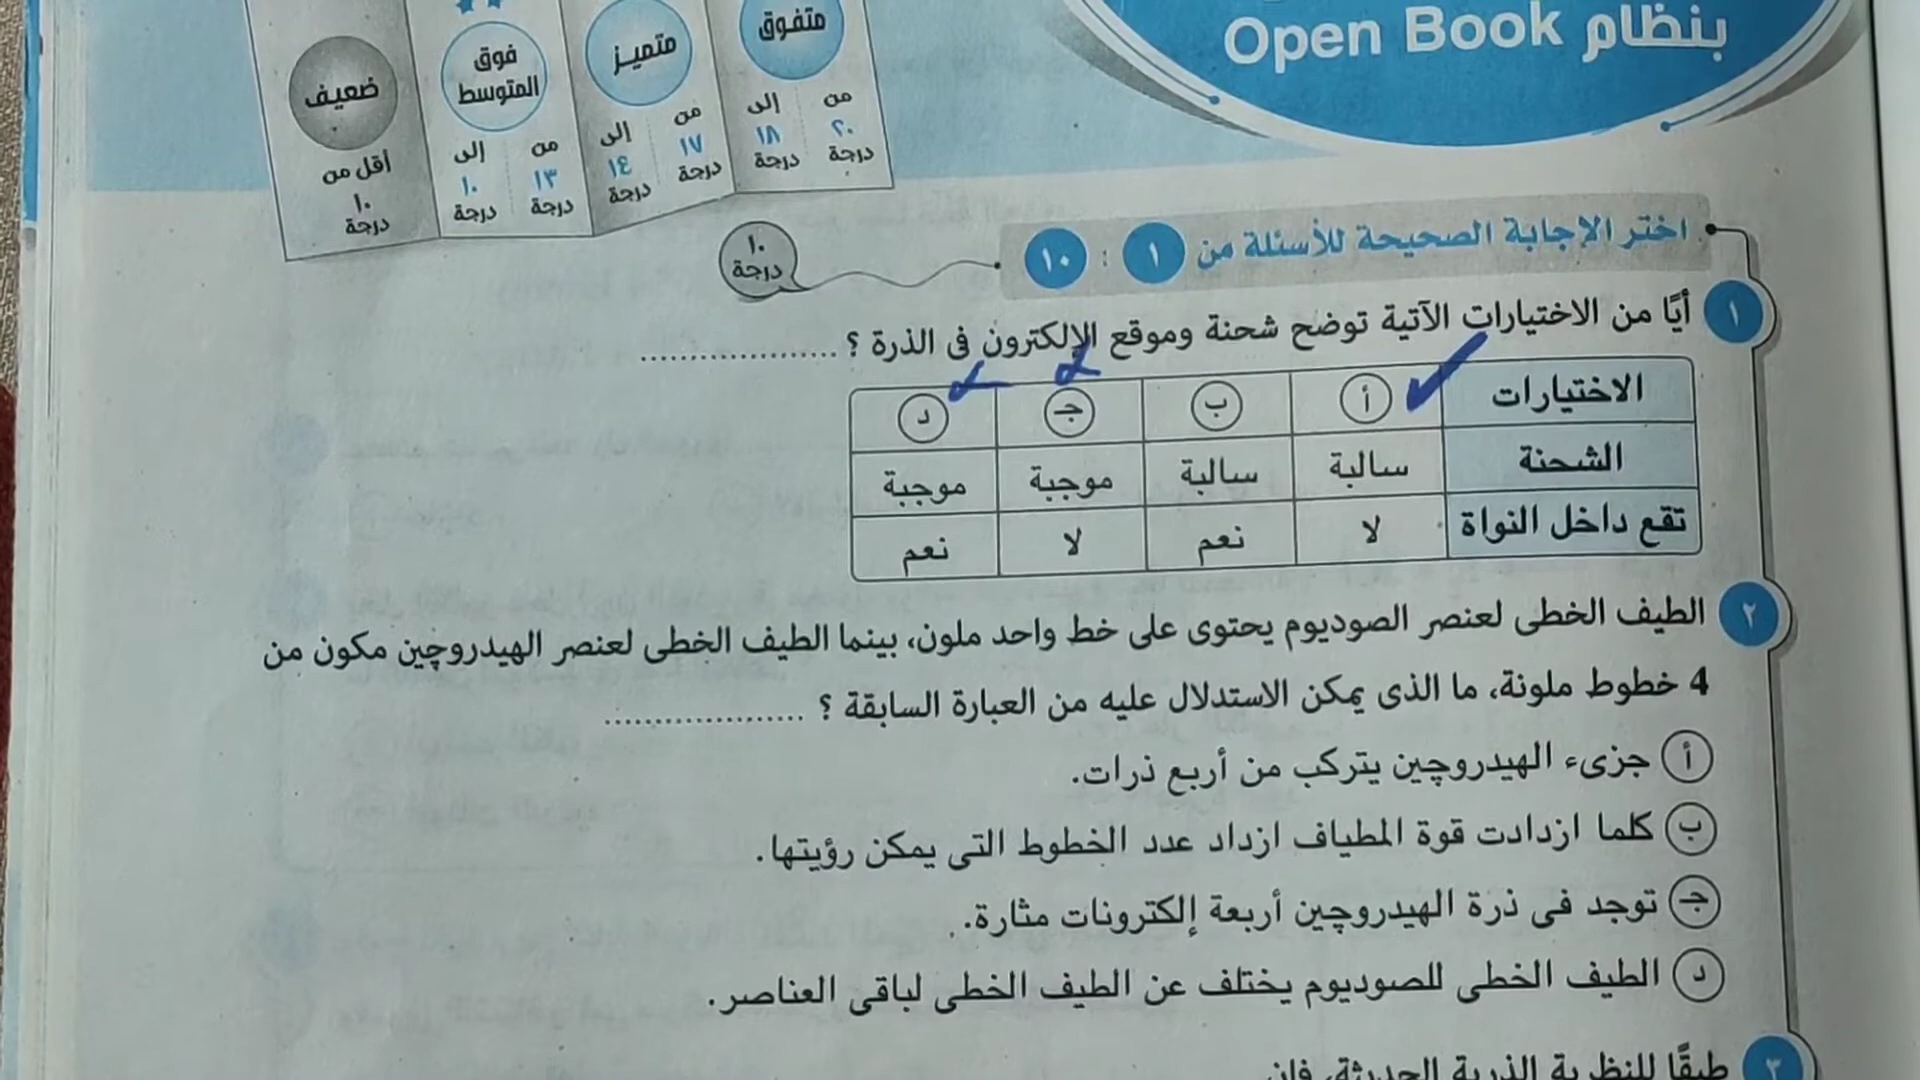 بنظام Open Book
متفوق
من إلى
٢٠ ١٨
درجة درجة
متميز
من إلى
١٧ ١٤
درجة درجة
فوق
المتوسط
من إلى
١٣ ١٠
درجة درجة
ضعيف
أقل من
١٠
درجة
اختر الإجابة الصحيحة للأسئلة من ١ : ١٠
١٠
درجة
١ أيًا من الاختيارات الآتية توضح شحنة وموقع الإلكترون فى الذرة ؟ ....................
الاختيارات أ ب جـ د
الشحنة سالبة سالبة موجبة موجبة
تقع داخل النواة لا نعم لا نعم
٢ الطيف الخطى لعنصر الصوديوم يحتوى على خط واحد ملون، بينما الطيف الخطى لعنصر الهيدروچين مكون من
4 خطوط ملونة، ما الذى يمكن الاستدلال عليه من العبارة السابقة ؟ ....................
أ جزىء الهيدروچين يتركب من أربع ذرات.
ب كلما ازدادت قوة المطياف ازداد عدد الخطوط التى يمكن رؤيتها.
جـ توجد فى ذرة الهيدروچين أربعة إلكترونات مثارة.
د الطيف الخطى للصوديوم يختلف عن الطيف الخطى لباقى العناصر.
٣ طبقًا للنظرية الذرية الحديثة، فإن